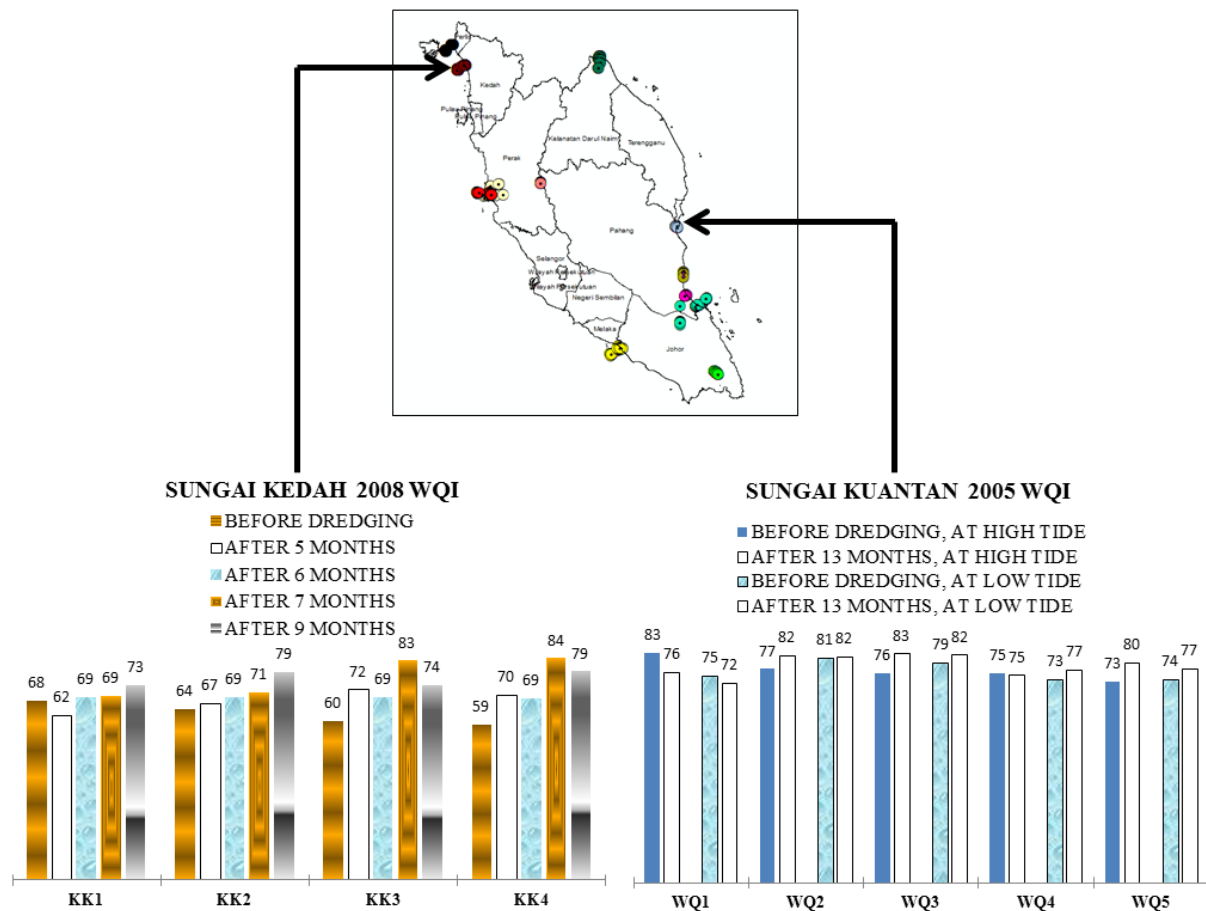 Perlis
Kedah
Pulau Pinang
Pulau Pinang
Kelanatan Darul Naim
Terengganu
Perak
Pahang
Selangor
Wilayah Persekutuan
Wilayah Persekutuan
Negeri Sembilan
Melaka
Johor
SUNGAI KEDAH 2008 WQI
BEFORE DREDGING
AFTER 5 MONTHS
AFTER 6 MONTHS
AFTER 7 MONTHS
AFTER 9 MONTHS
68 62 69 69 73
64 67 69 71 79
60 72 69 83 74
59 70 69 84 79
KK1 KK2 KK3 KK4
SUNGAI KUANTAN 2005 WQI
BEFORE DREDGING, AT HIGH TIDE
AFTER 13 MONTHS, AT HIGH TIDE
BEFORE DREDGING, AT LOW TIDE
AFTER 13 MONTHS, AT LOW TIDE
83 76 75 72
77 82 81 82
76 83 79 82
75 75 73 77
73 80 74 77
WQ1 WQ2 WQ3 WQ4 WQ5